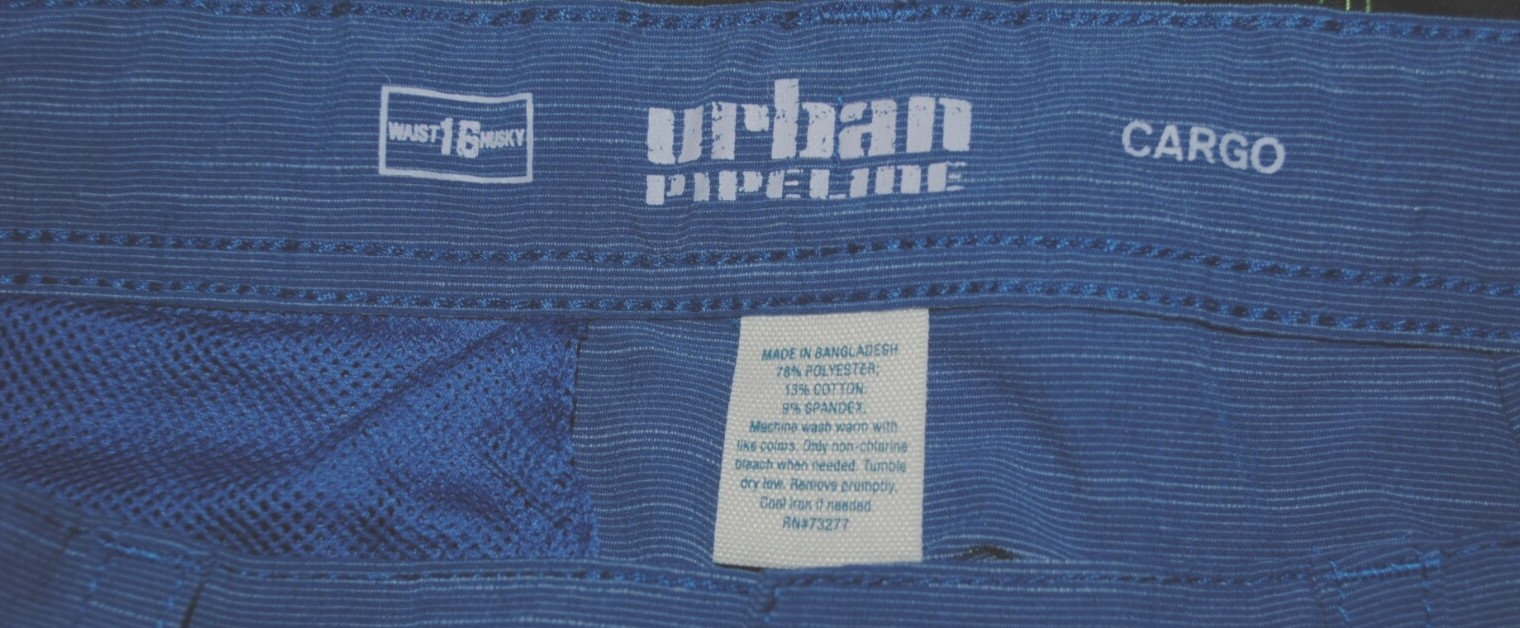 WAIST 16 HUSKY
urban
PIPELINE
CARGO
MADE IN BANGLADESH
78% POLYESTER;
13% COTTON;
9% SPANDEX.
Machine wash warm with
like colors. Only non-chlorine
bleach when needed. Tumble
dry low. Remove promptly.
Cool iron if needed
RN#73277